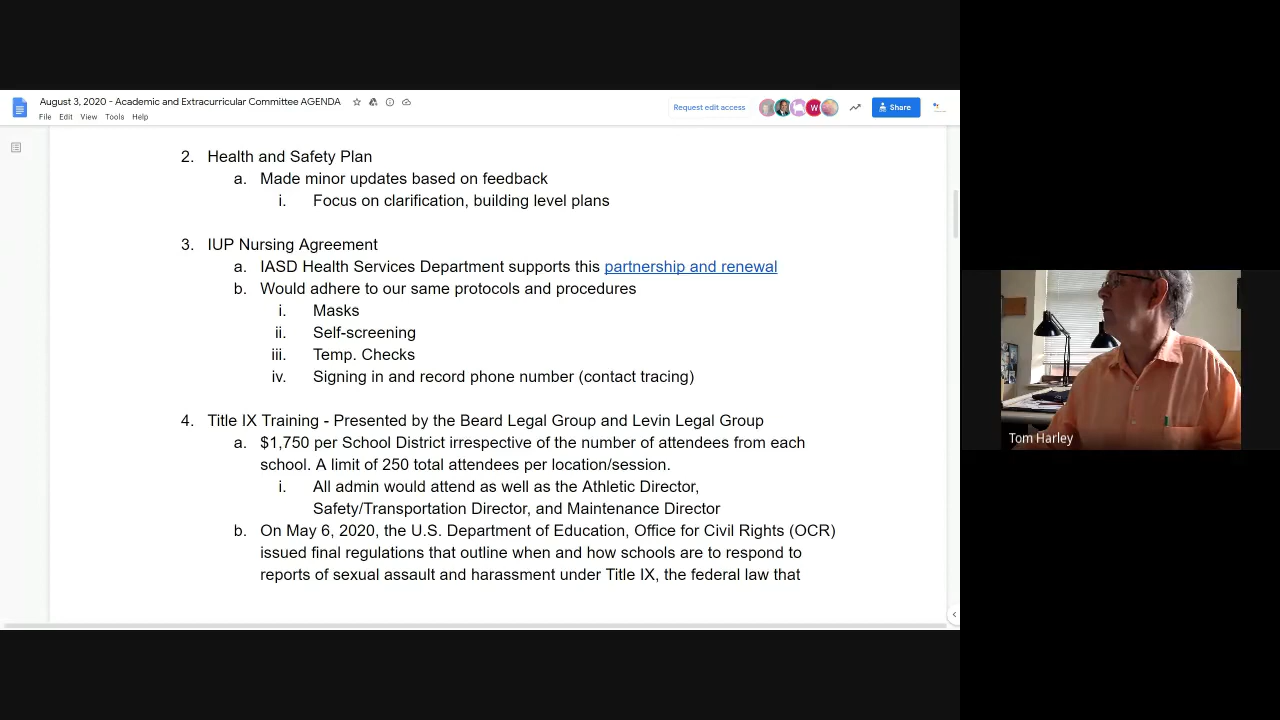 August 3, 2020 - Academic and Extracurricular Committee AGENDA
File Edit View Tools Help
Request edit access
W
Share
2. Health and Safety Plan
a. Made minor updates based on feedback
i. Focus on clarification, building level plans
3. IUP Nursing Agreement
a. IASD Health Services Department supports this partnership and renewal
b. Would adhere to our same protocols and procedures
i. Masks
ii. Self-screening
iii. Temp. Checks
iv. Signing in and record phone number (contact tracing)
4. Title IX Training - Presented by the Beard Legal Group and Levin Legal Group
a. $1,750 per School District irrespective of the number of attendees from each
school. A limit of 250 total attendees per location/session.
i. All admin would attend as well as the Athletic Director,
Safety/Transportation Director, and Maintenance Director
b. On May 6, 2020, the U.S. Department of Education, Office for Civil Rights (OCR)
issued final regulations that outline when and how schools are to respond to
reports of sexual assault and harassment under Title IX, the federal law that
Tom Harley